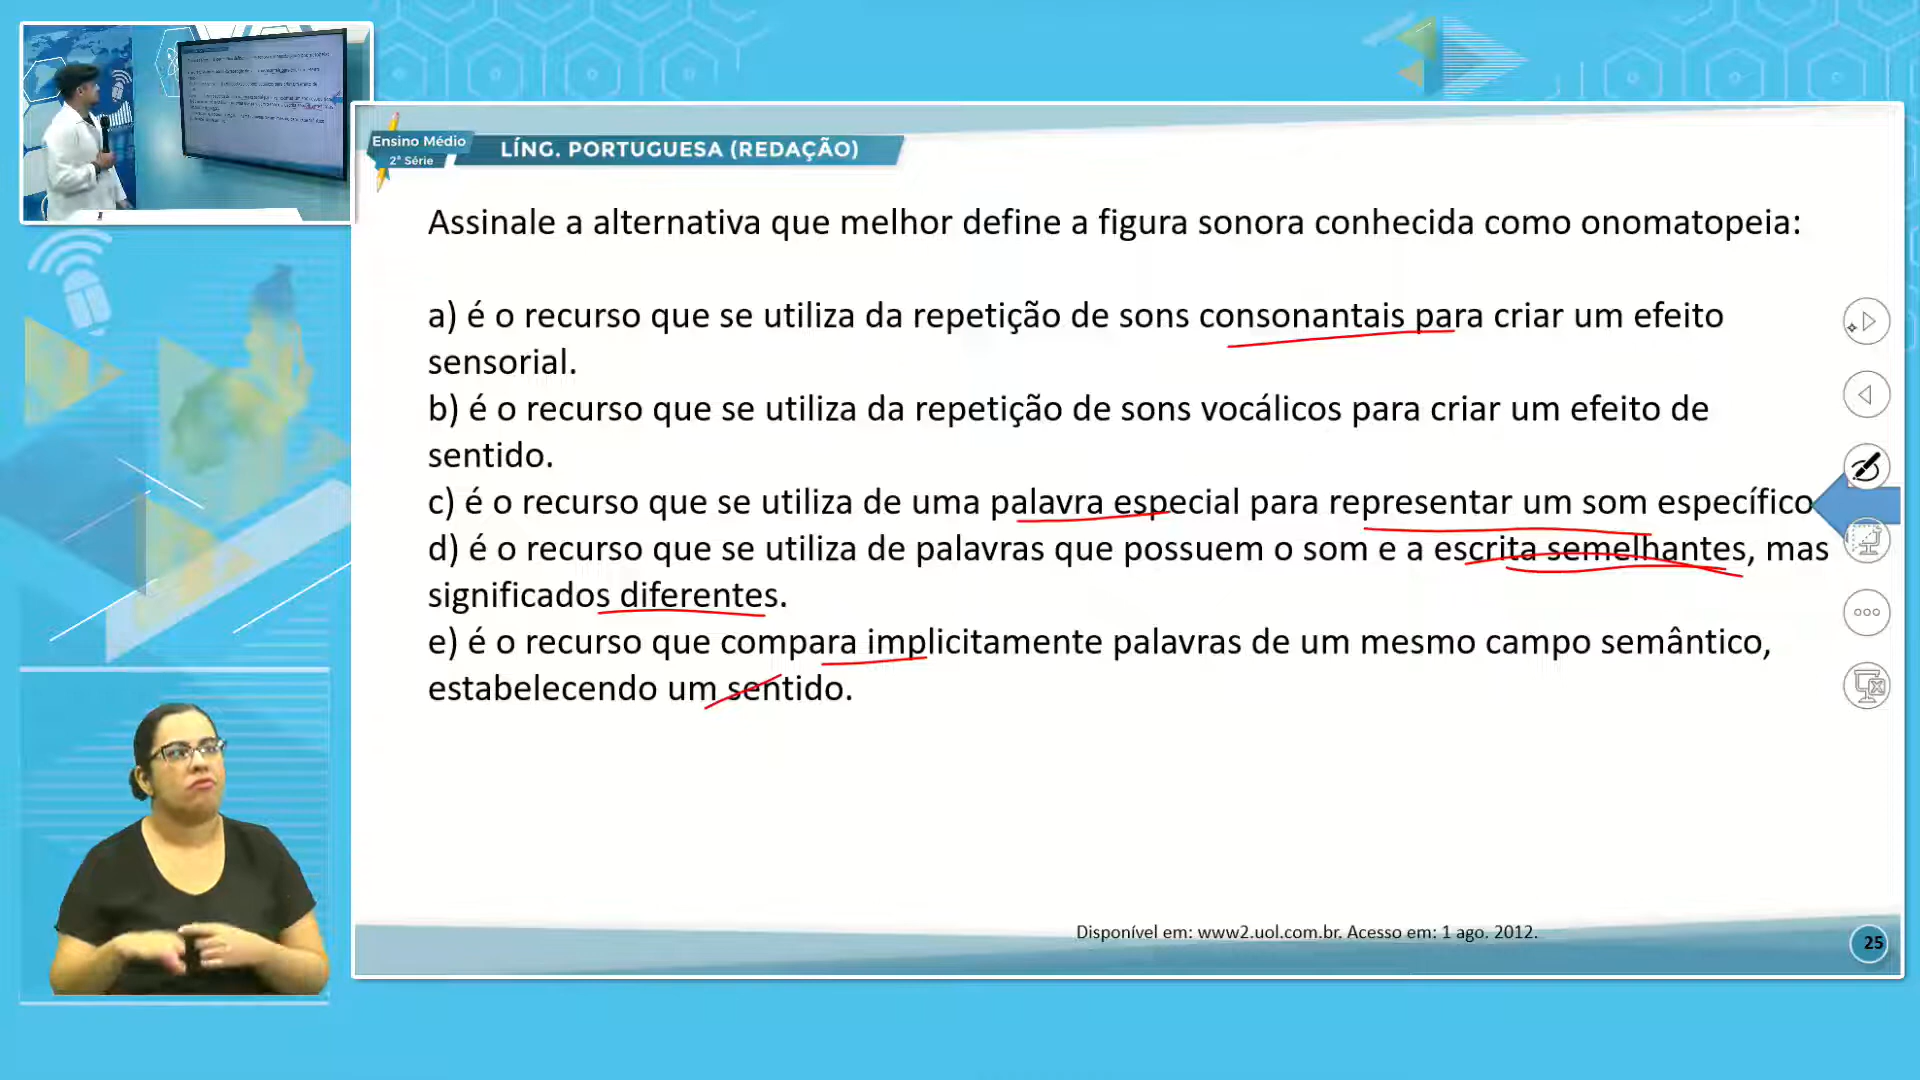 Ensino Médio
2ª Série
LÍNG. PORTUGUESA (REDAÇÃO)
Assinale a alternativa que melhor define a figura sonora conhecida como onomatopeia:
a) é o recurso que se utiliza da repetição de sons consonantais para criar um efeito
sensorial.
b) é o recurso que se utiliza da repetição de sons vocálicos para criar um efeito de
sentido.
c) é o recurso que se utiliza de uma palavra especial para representar um som específico
d) é o recurso que se utiliza de palavras que possuem o som e a escrita semelhantes, mas
significados diferentes.
e) é o recurso que compara implicitamente palavras de um mesmo campo semântico,
estabelecendo um sentido.
Disponível em: www2.uol.com.br. Acesso em: 1 ago. 2012.
25